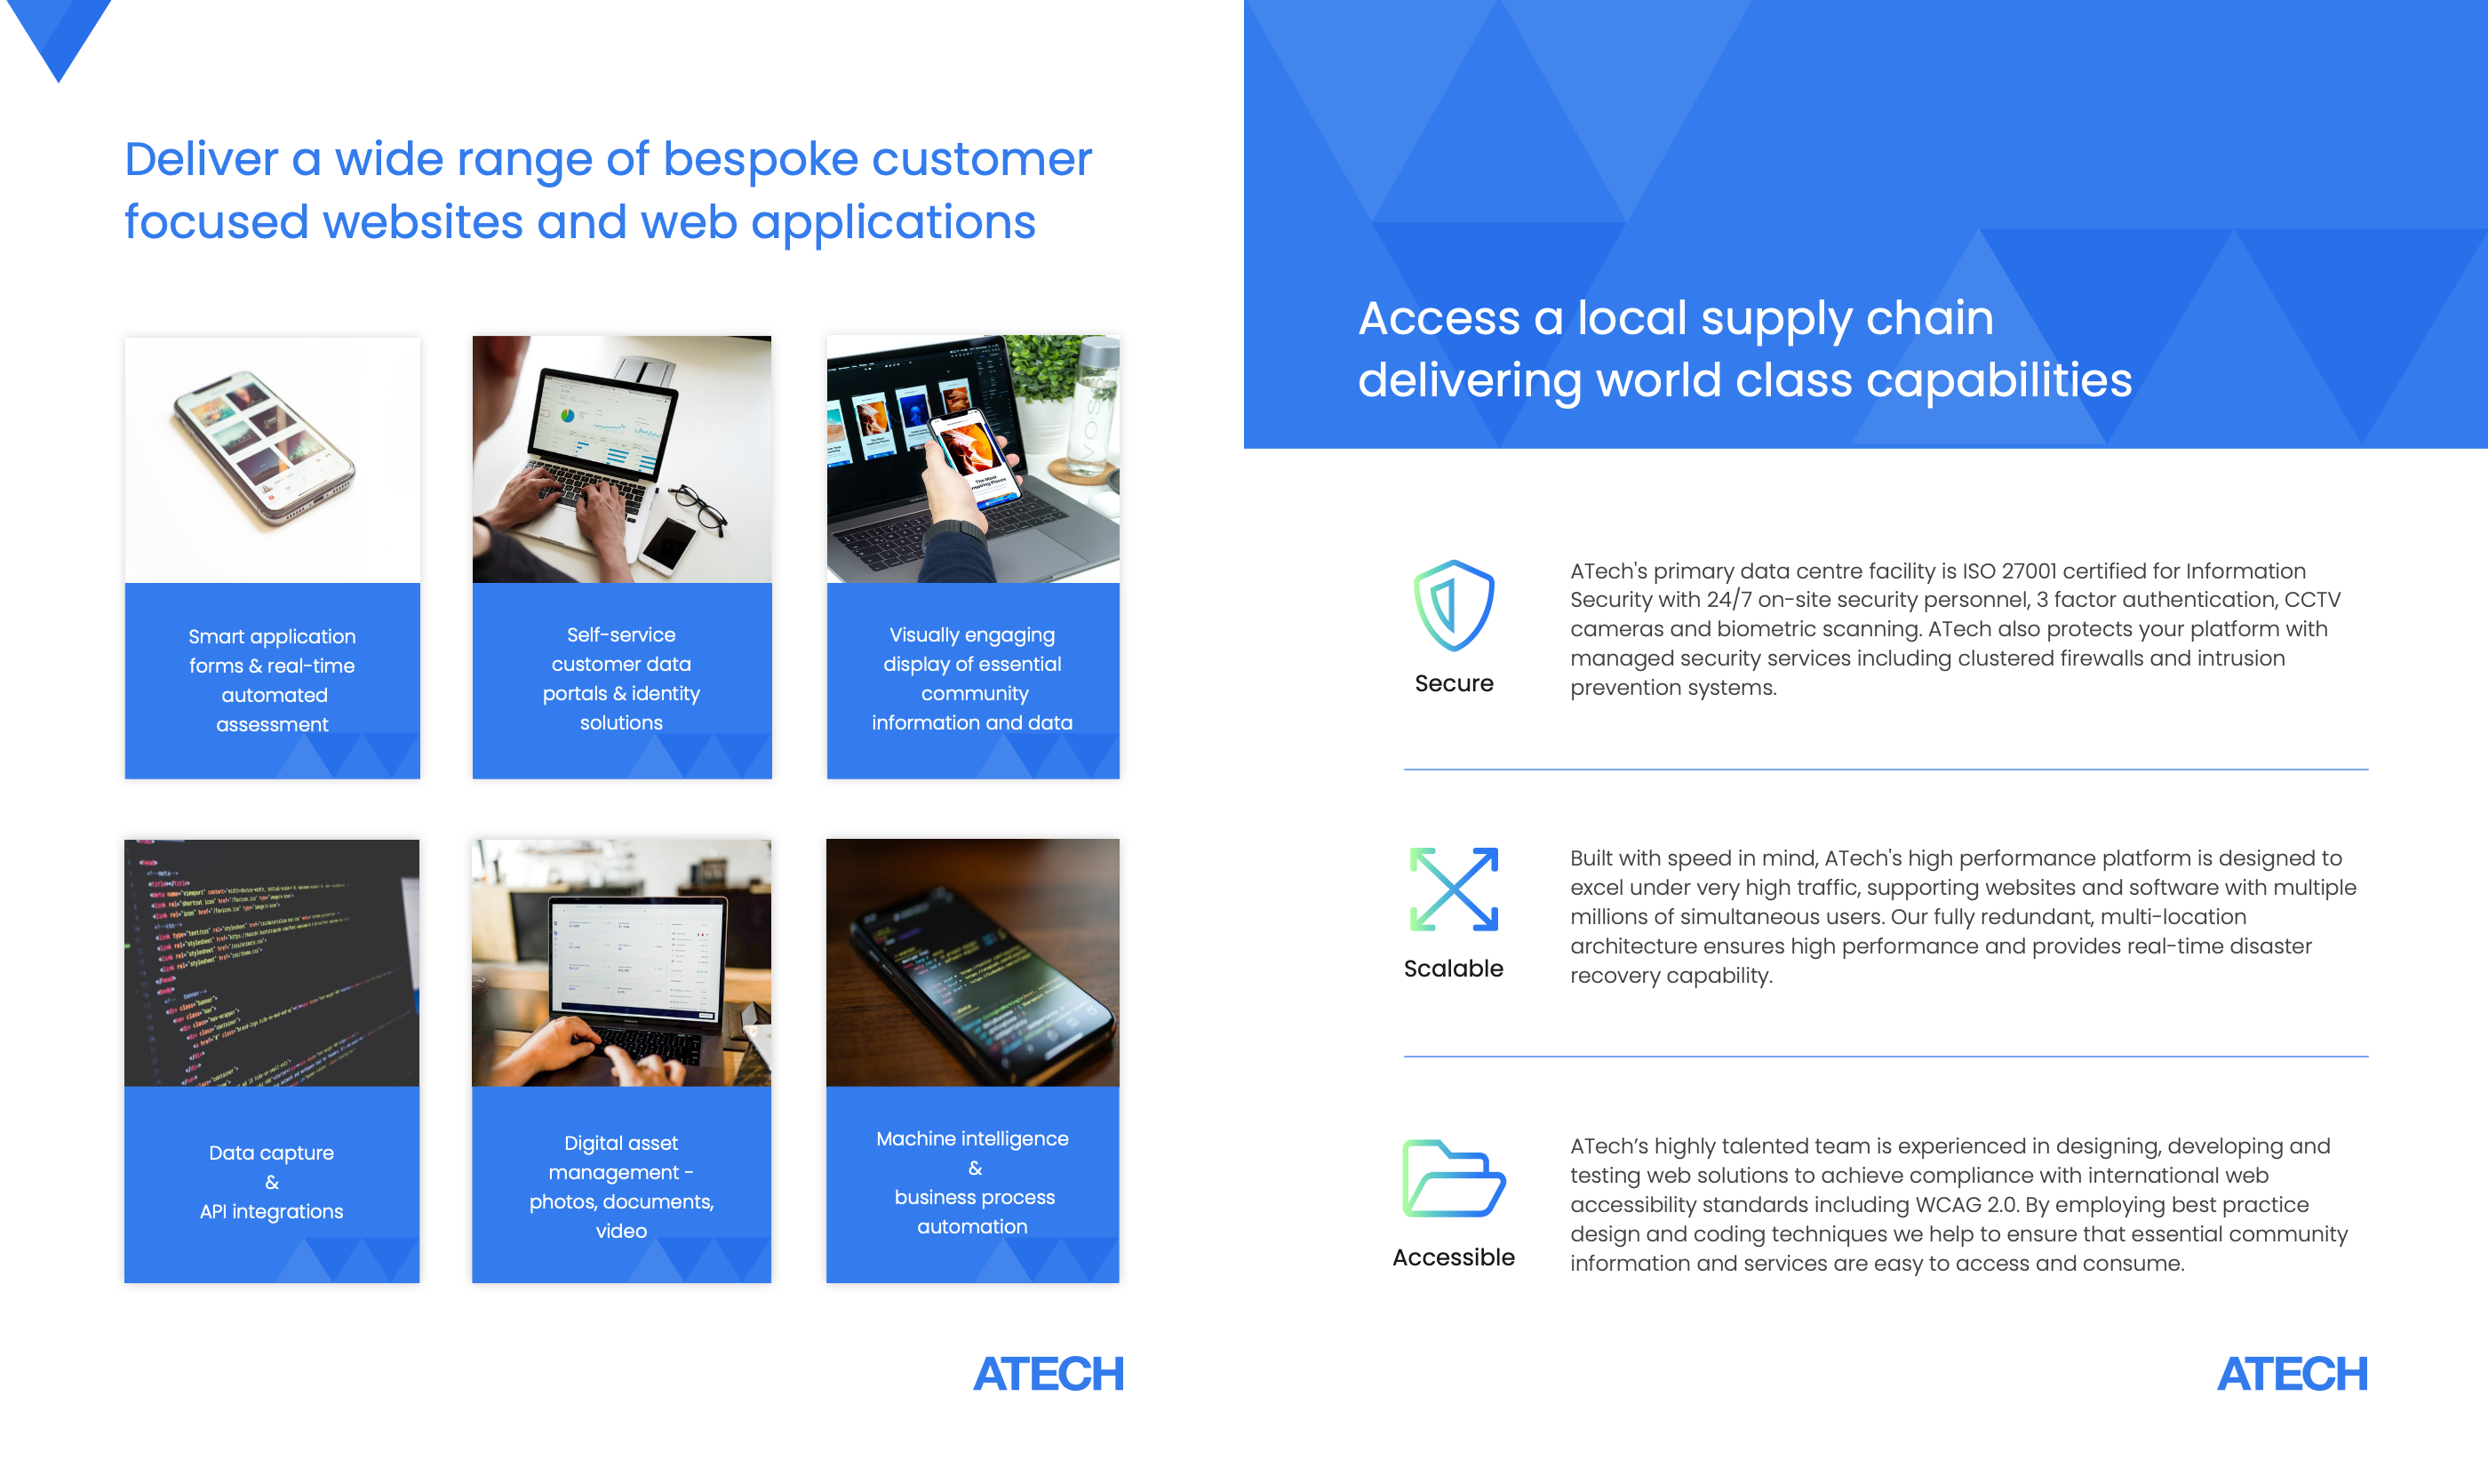 Deliver a wide range of bespoke customer
focused websites and web applications
Smart application
forms & real-time
automated
assessment
Self-service
customer data
portals & identity
solutions
VOSS
The Most
Inspiring Places
Visually engaging
display of essential
community
information and data
Data capture
&
API integrations
Digital asset
management -
photos, documents,
video
Machine intelligence
&
business process
automation
ATECH
Access a local supply chain
delivering world class capabilities
Secure
ATech's primary data centre facility is ISO 27001 certified for Information
Security with 24/7 on-site security personnel, 3 factor authentication, CCTV
cameras and biometric scanning. ATech also protects your platform with
managed security services including clustered firewalls and intrusion
prevention systems.
Scalable
Built with speed in mind, ATech's high performance platform is designed to
excel under very high traffic, supporting websites and software with multiple
millions of simultaneous users. Our fully redundant, multi-location
architecture ensures high performance and provides real-time disaster
recovery capability.
Accessible
ATech’s highly talented team is experienced in designing, developing and
testing web solutions to achieve compliance with international web
accessibility standards including WCAG 2.0. By employing best practice
design and coding techniques we help to ensure that essential community
information and services are easy to access and consume.
ATECH